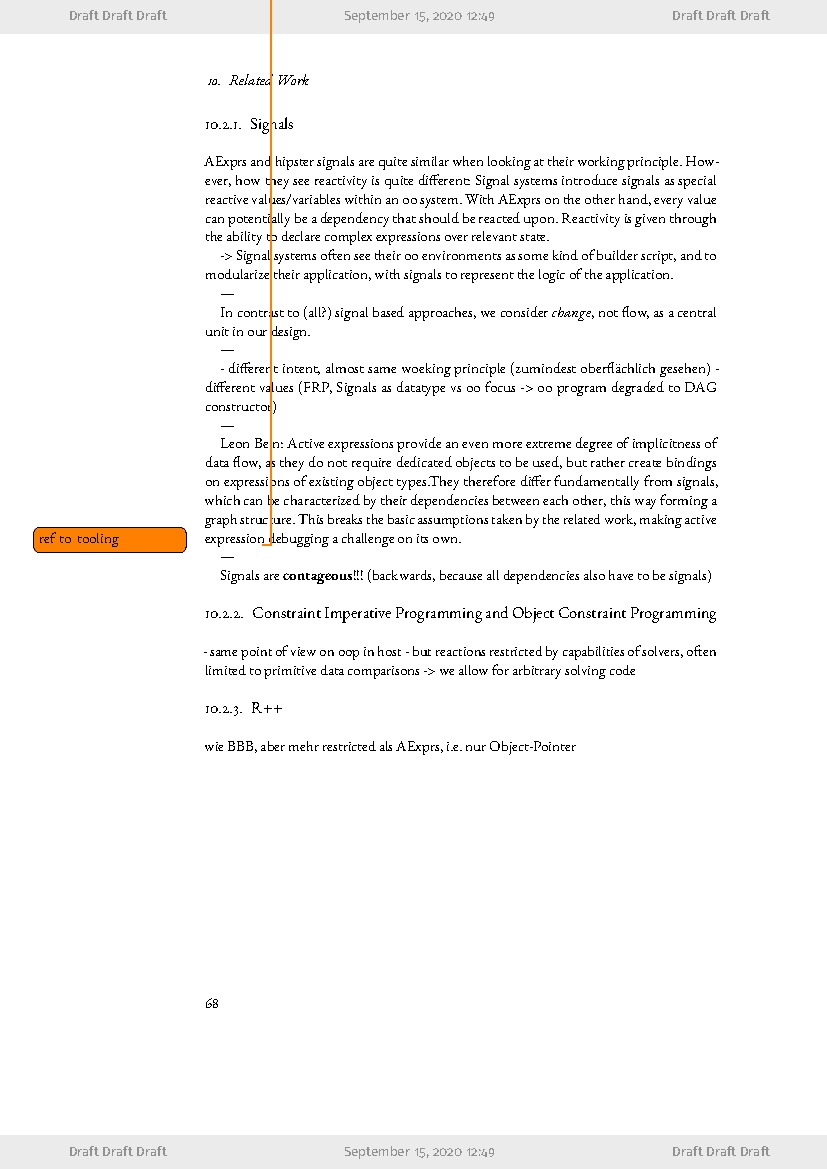 Draft Draft Draft September 15, 2020 12:49 Draft Draft Draft
10. Related Work
10.2.1. Signals
AExprs and hipster signals are quite similar when looking at their working principle. How-
ever, how they see reactivity is quite different: Signal systems introduce signals as special
reactive values/variables within an oo system. With AExprs on the other hand, every value
can potentially be a dependency that should be reacted upon. Reactivity is given through
the ability to declare complex expressions over relevant state.
-> Signal systems often see their oo environments as some kind of builder script, and to
modularize their application, with signals to represent the logic of the application.
—
In contrast to (all?) signal based approaches, we consider change, not flow, as a central
unit in our design.
—
- different intent, almost same woeking principle (zumindest oberflächlich gesehen) -
different values (FRP, Signals as datatype vs oo focus -> oo program degraded to DAG
constructor)
—
Leon Bein: Active expressions provide an even more extreme degree of implicitness of
data flow, as they do not require dedicated objects to be used, but rather create bindings
on expressions of existing object types.They therefore differ fundamentally from signals,
which can be characterized by their dependencies between each other, this way forming a
graph structure. This breaks the basic assumptions taken by the related work, making active
ref to tooling
expression debugging a challenge on its own.
—
Signals are contageous!!! (backwards, because all dependencies also have to be signals)
10.2.2. Constraint Imperative Programming and Object Constraint Programming
- same point of view on oop in host - but reactions restricted by capabilities of solvers, often
limited to primitive data comparisons -> we allow for arbitrary solving code
10.2.3. R++
wie BBB, aber mehr restricted als AExprs, i.e. nur Object-Pointer
68
Draft Draft Draft September 15, 2020 12:49 Draft Draft Draft